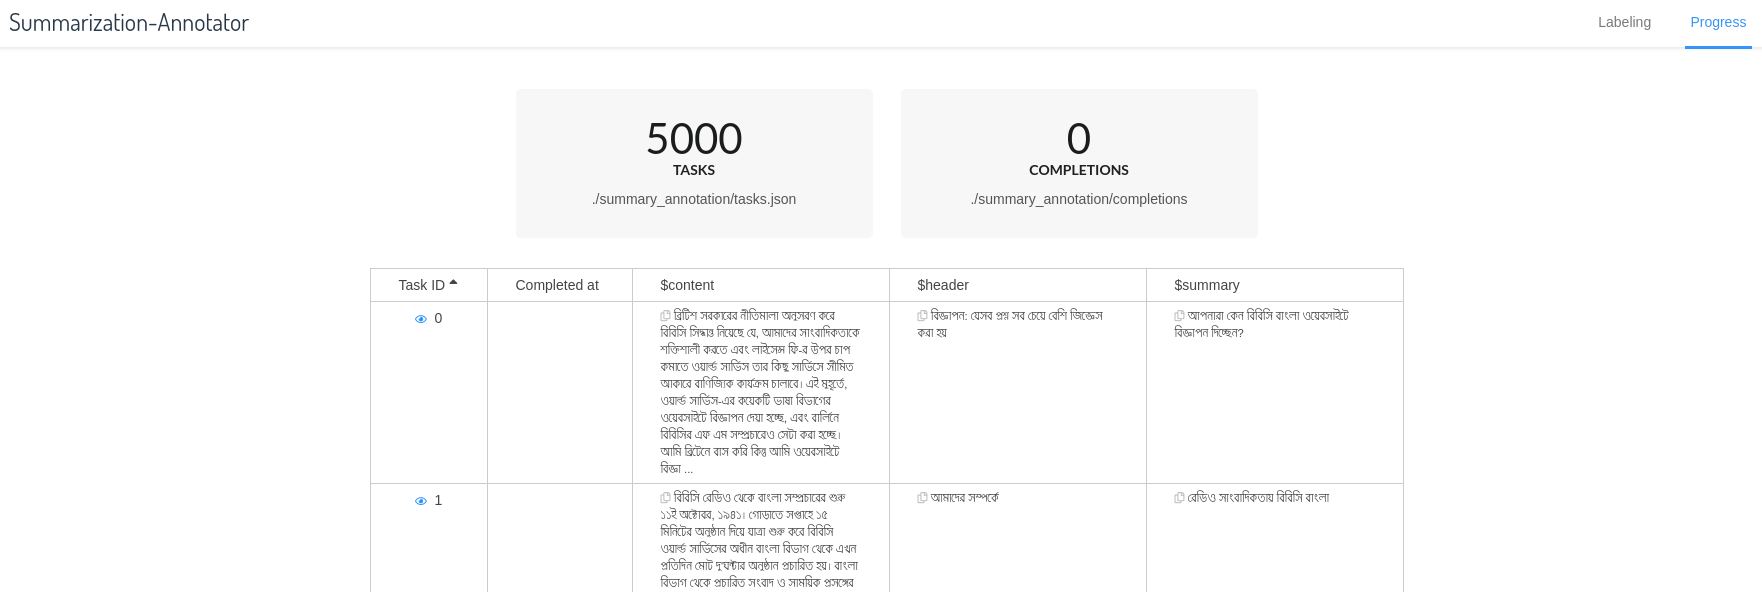 Summarization-Annotator
Labeling
Progress
5000
TASKS
./summary_annotation/tasks.json
0
COMPLETIONS
./summary_annotation/completions
Task ID
Completed at
$content
$header
$summary
0
ব্রিটিশ সরকারের নীতিমালা অনুসরণ করে
বিবিসি সিদ্ধান্ত নিয়েছে যে, আমাদের সাংবাদিকতাকে
শক্তিশালী করতে এবং লাইসেন্স ফি-র উপর চাপ
কমাতে ওয়ার্ল্ড সার্ভিস তার কিছু সার্ভিসে সীমিত
আকারে বাণিজ্যিক কার্যক্রম চালাবে। এই মুহূর্তে,
ওয়ার্ল্ড সার্ভিস-এর কয়েকটি ভাষা বিভাগের
ওয়েবসাইটে বিজ্ঞাপন দেয়া হচ্ছে, এবং বার্লিনে
বিবিসির এফ এম সম্প্রচারেও সেটা করা হচ্ছে।
আমি ব্রিটেনে বাস করি কিন্তু আমি ওয়েবসাইটে
বিজ্ঞা ...
বিজ্ঞাপন: যেসব প্রশ্ন সব চেয়ে বেশি জিজ্ঞেস
করা হয়
আপনারা কেন বিবিসি বাংলা ওয়েবসাইটে
বিজ্ঞাপন দিচ্ছেন?
1
বিবিসি রেডিও থেকে বাংলা সম্প্রচারের শুরু
১১ই অক্টোবর, ১৯৪১। গোড়াতে সপ্তাহে ১৫
মিনিটের অনুষ্ঠান দিয়ে যাত্রা শুরু করে বিবিসি
ওয়ার্ল্ড সার্ভিসের অধীন বাংলা বিভাগ থেকে এখন
প্রতিদিন মোট দু'ঘণ্টার অনুষ্ঠান প্রচারিত হয়। বাংলা
বিভাগ থেকে প্রচারিত সংবাদ ও সাময়িক প্রসঙ্গের
আমাদের সম্পর্কে
রেডিও সাংবাদিকতায় বিবিসি বাংলা